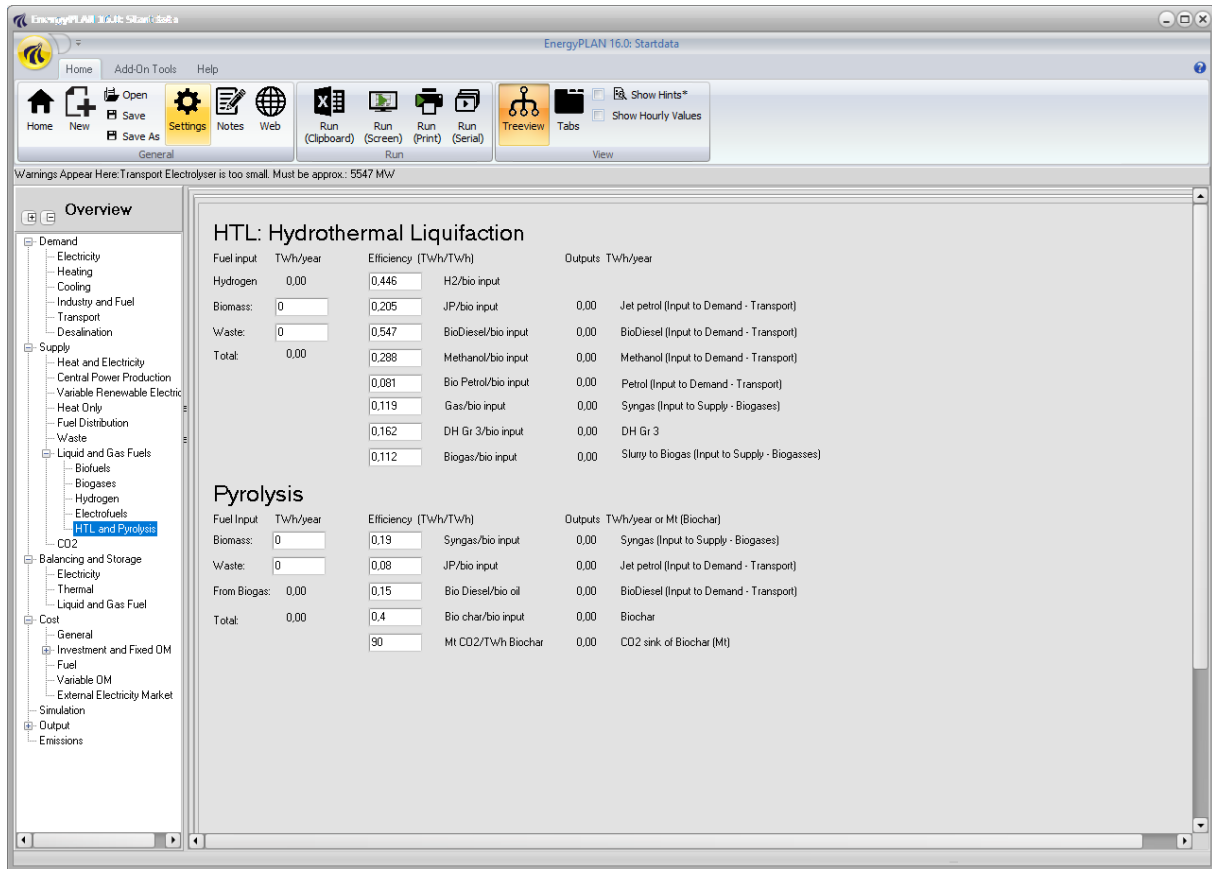 EnergyPLAN 16.0: Startdata
EnergyPLAN 16.0: Startdata
Home Add-On Tools Help
Home
New
Open
Save
Save As
Settings
Notes
Web
General
Run (Clipboard)
Run (Screen)
Run (Print)
Run (Serial)
Run
Treeview
Tabs
Show Hints*
Show Hourly Values
View
Warnings Appear Here:Transport Electrolyser is too small. Must be approx.: 5547 MW
Overview
Demand
Electricity
Heating
Cooling
Industry and Fuel
Transport
Desalination
Supply
Heat and Electricity
Central Power Production
Variable Renewable Electric
Heat Only
Fuel Distribution
Waste
Liquid and Gas Fuels
Biofuels
Biogases
Hydrogen
Electrofuels
HTL and Pyrolysis
CO2
Balancing and Storage
Electricity
Thermal
Liquid and Gas Fuel
Cost
General
Investment and Fixed OM
Fuel
Variable OM
External Electricity Market
Simulation
Output
Emissions
HTL: Hydrothermal Liquifaction
Fuel input TWh/year Efficiency (TWh/TWh) Outputs TWh/year
Hydrogen 0,00 0,446 H2/bio input
Biomass: 0 0,205 JP/bio input 0,00 Jet petrol (Input to Demand - Transport)
Waste: 0 0,547 BioDiesel/bio input 0,00 BioDiesel (Input to Demand - Transport)
Total: 0,00 0,288 Methanol/bio input 0,00 Methanol (Input to Demand - Transport)
0,081 Bio Petrol/bio input 0,00 Petrol (Input to Demand - Transport)
0,119 Gas/bio input 0,00 Syngas (Input to Supply - Biogases)
0,162 DH Gr 3/bio input 0,00 DH Gr 3
0,112 Biogas/bio input 0,00 Slurry to Biogas (Input to Supply - Biogasses)
Pyrolysis
Fuel Input TWh/year Efficiency (TWh/TWh) Outputs TWh/year or Mt (Biochar)
Biomass: 0 0,19 Syngas/bio input 0,00 Syngas (Input to Supply - Biogases)
Waste: 0 0,08 JP/bio input 0,00 Jet petrol (Input to Demand - Transport)
From Biogas: 0,00 0,15 Bio Diesel/bio oil 0,00 BioDiesel (Input to Demand - Transport)
Total: 0,00 0,4 Bio char/bio input 0,00 Biochar
90 Mt CO2/TWh Biochar 0,00 CO2 sink of Biochar (Mt)